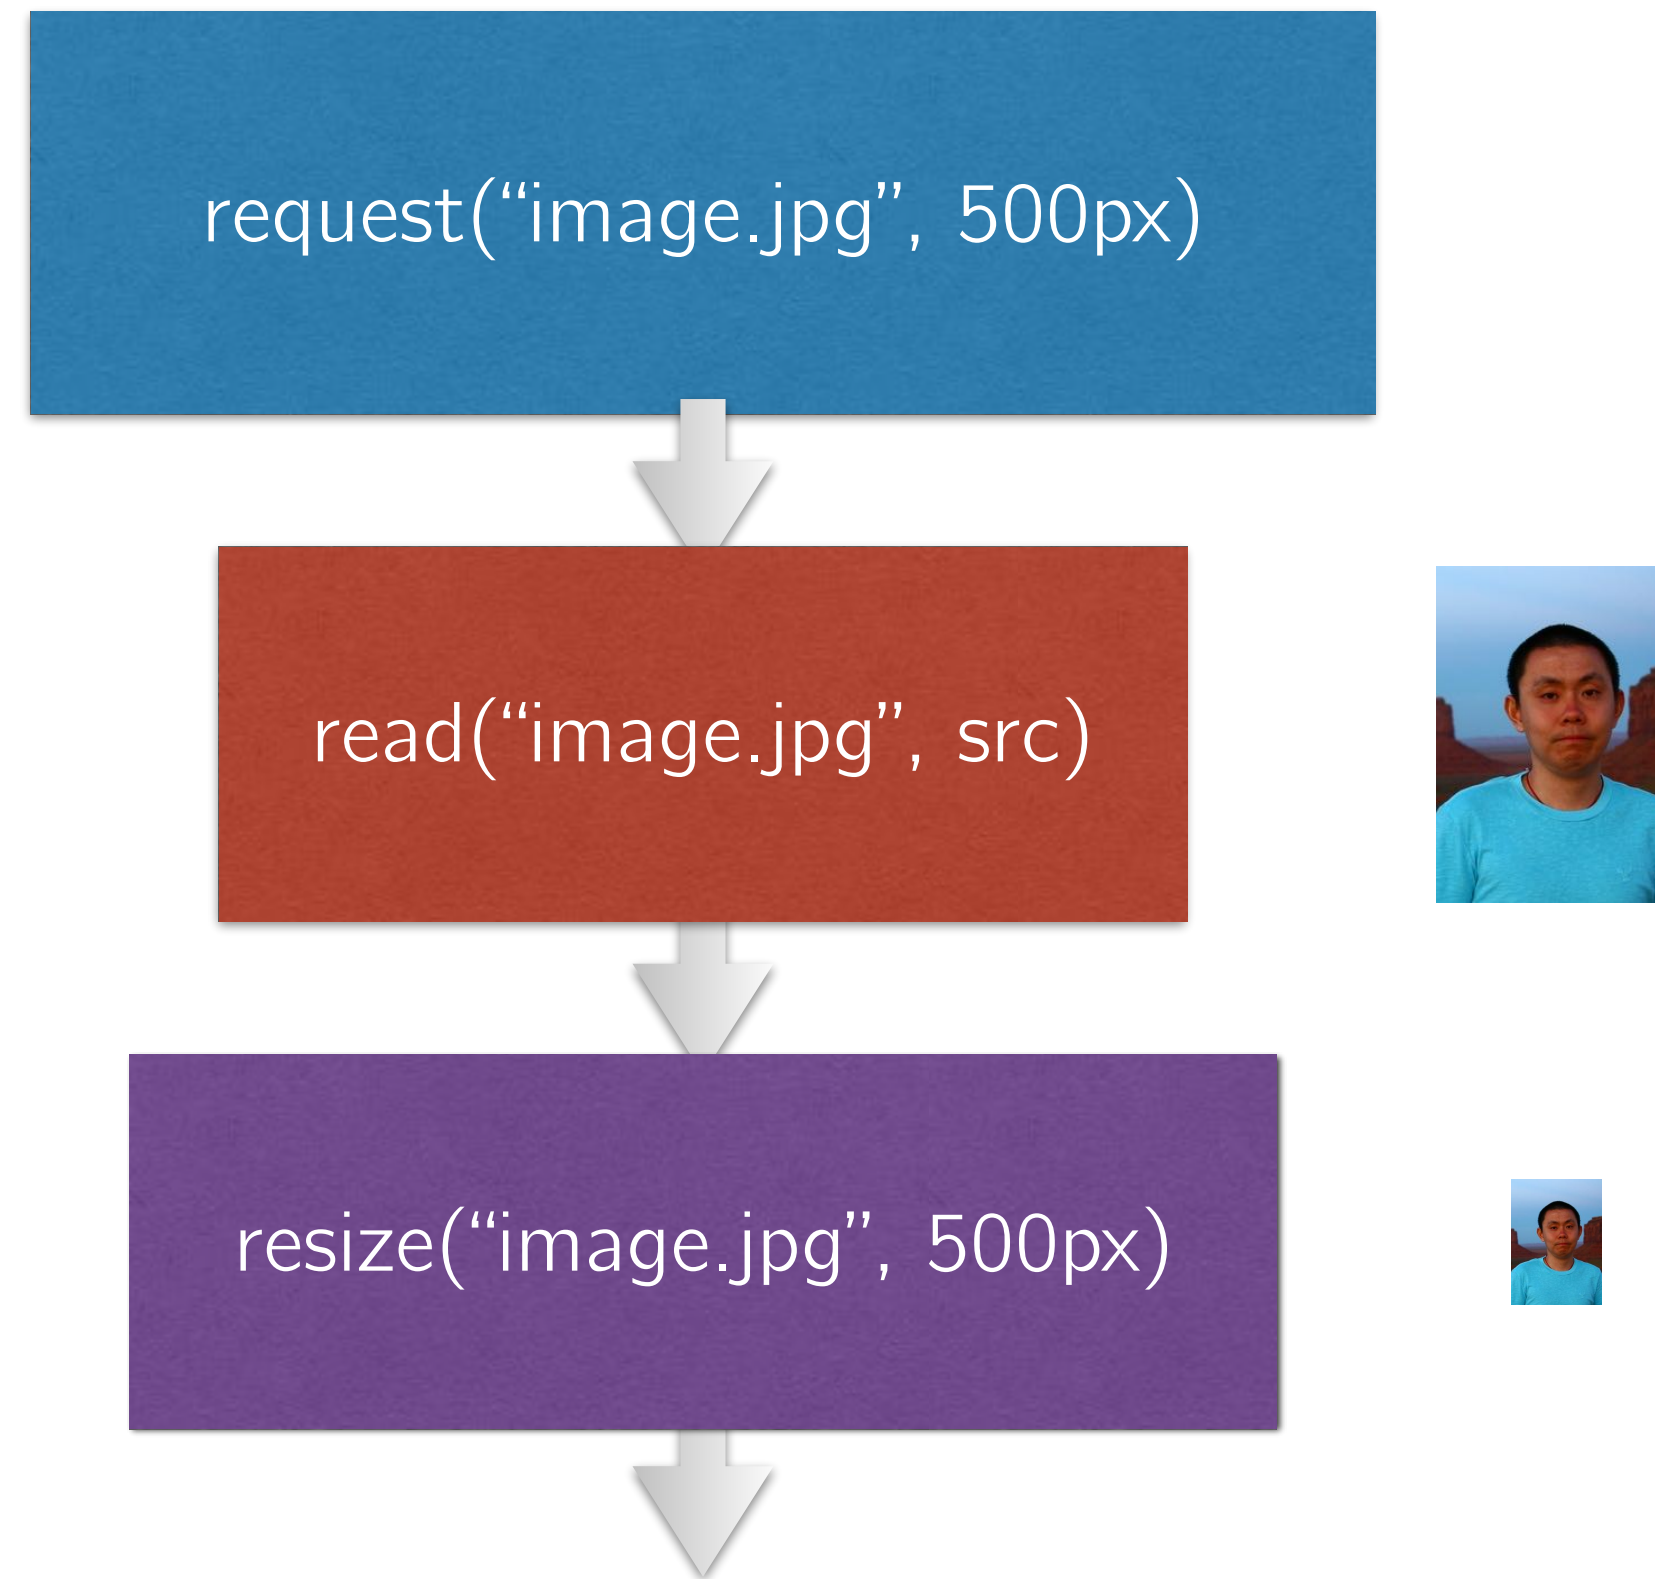 request(“image.jpg”, 500px)
read(“image.jpg”, src)
resize(“image.jpg”, 500px)